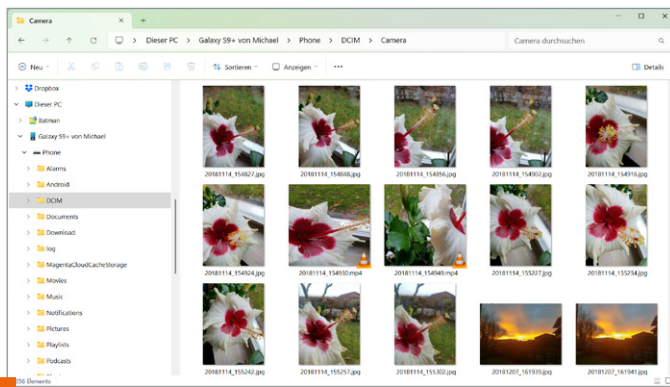 Camera
Dieser PC > Galaxy S9+ von Michael > Phone > DCIM > Camera
Camera durchsuchen
Neu
Sortieren
Anzeigen
Details
Dropbox
Dieser PC
Batman
Galaxy S9+ von Michael
Phone
Alarms
Android
DCIM
Documents
Download
log
MagentaCloudCacheStorage
Movies
Music
Notifications
Pictures
Playlists
Podcasts
20181114_154827.jpg
20181114_154848.jpg
20181114_154856.jpg
20181114_154902.jpg
20181114_154916.jpg
20181114_154924.jpg
20181114_154930.mp4
20181114_154949.mp4
20181114_155227.jpg
20181114_155234.jpg
20181114_155242.jpg
20181114_155257.jpg
20181114_155302.jpg
20181207_161939.jpg
20181207_161941.jpg
356 Elemente